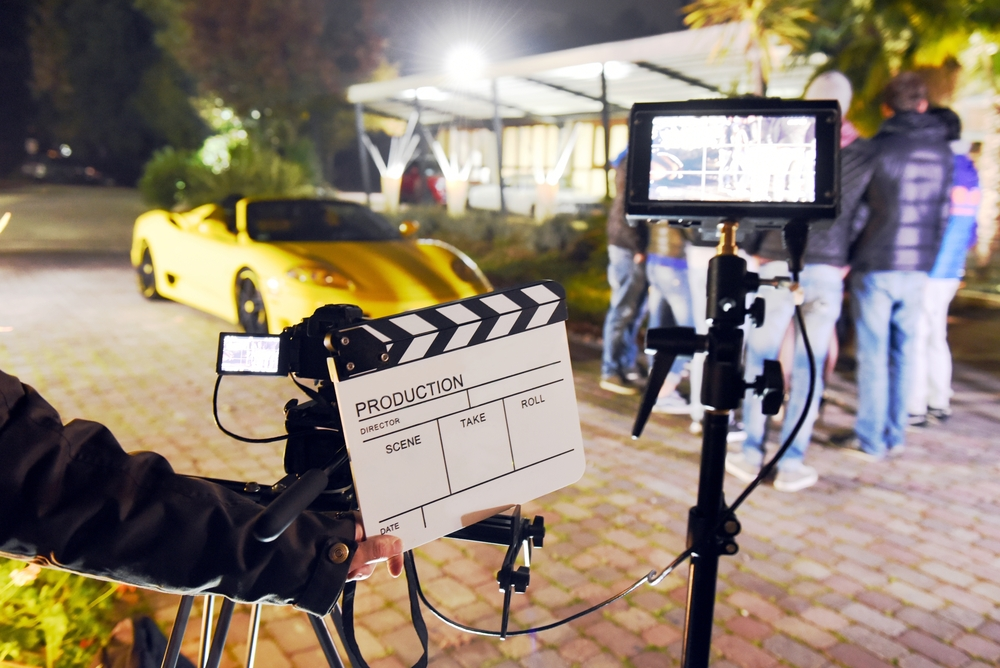 PRODUCTION
DIRECTOR
SCENE TAKE ROLL
DATE